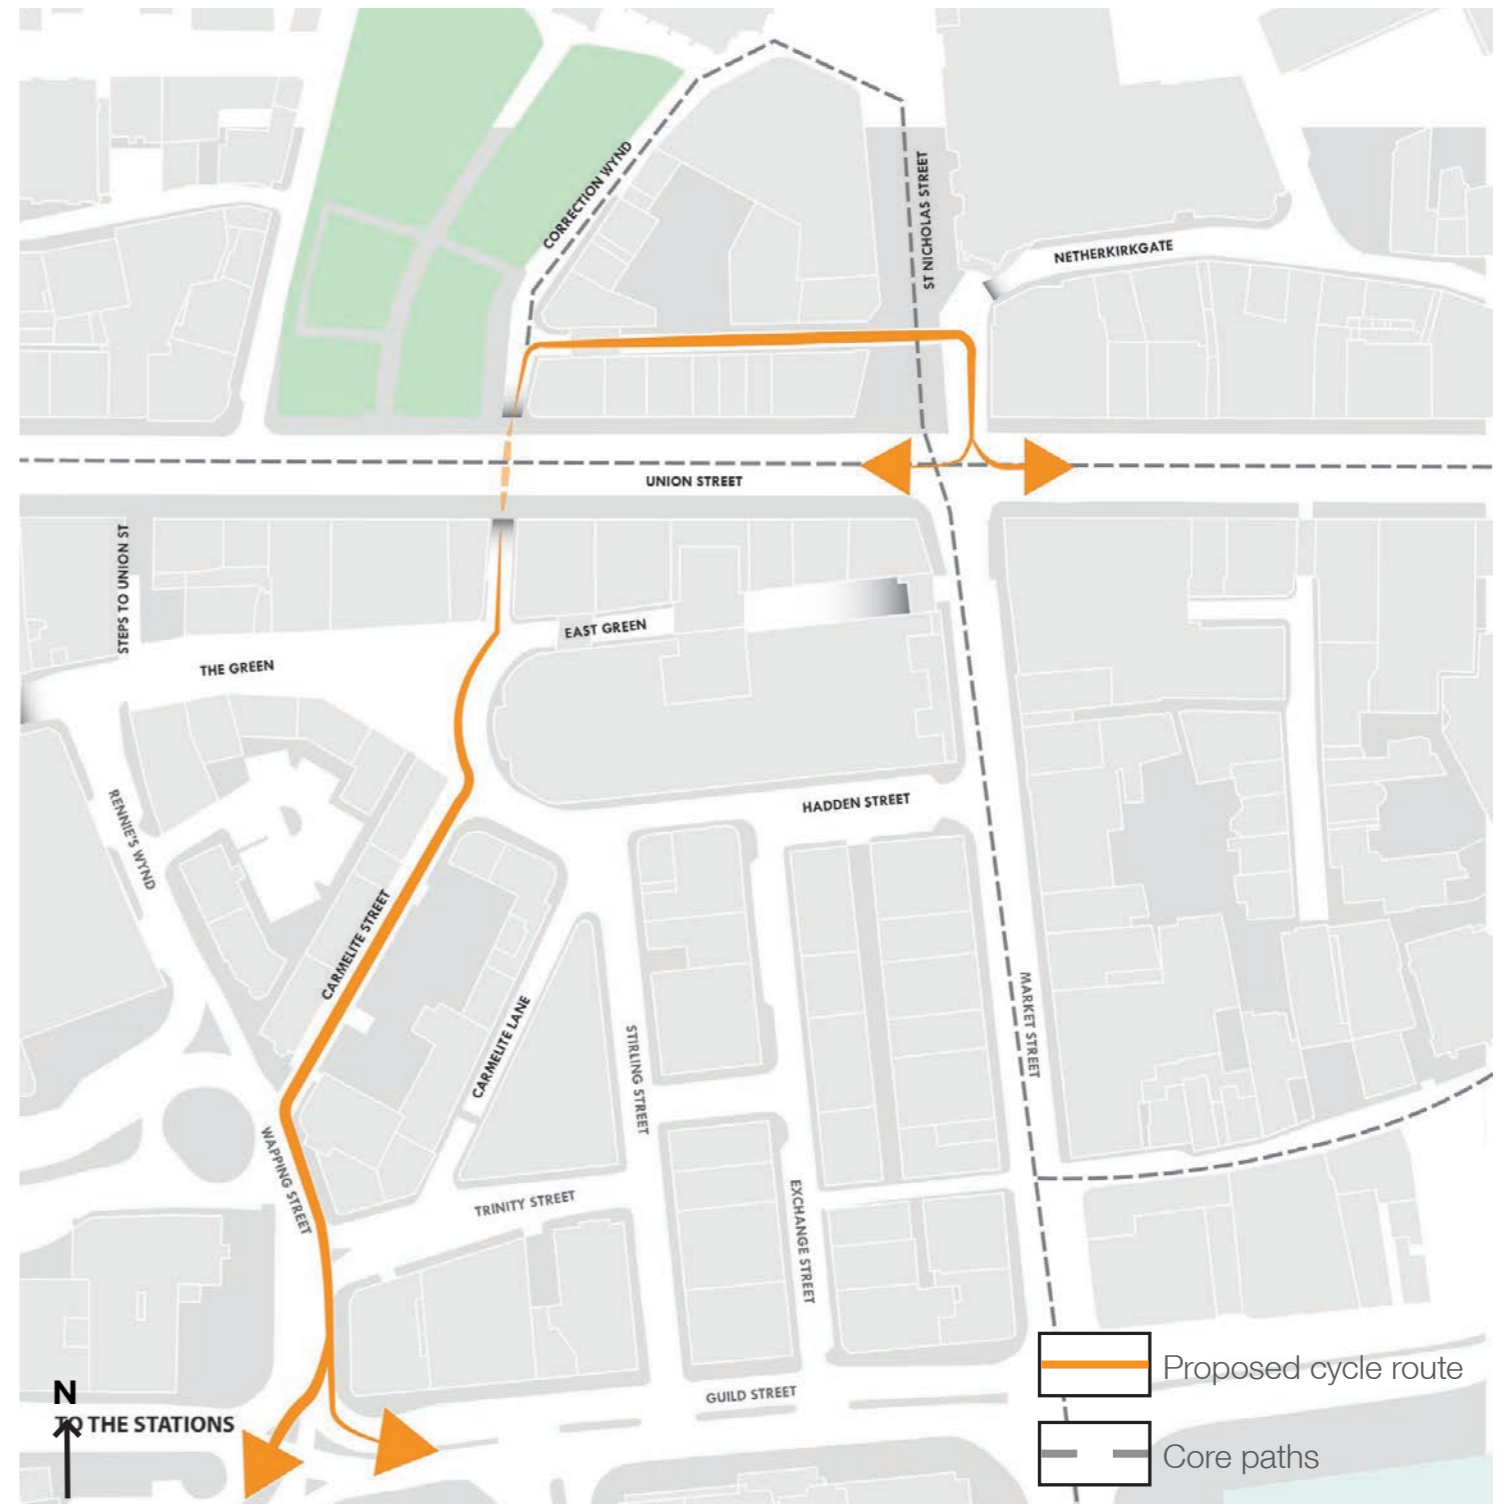 CORRECTION WYND
ST NICHOLAS STREET
NETHERKIRKGATE
UNION STREET
STEPS TO UNION ST
EAST GREEN
THE GREEN
RENNIE'S WYND
HADDEN STREET
CARMELITE STREET
CARMELITE LANE
STIRLING STREET
MARKET STREET
WAPPING STREET
TRINITY STREET
EXCHANGE STREET
GUILD STREET
N
TO THE STATIONS
Proposed cycle route
Core paths